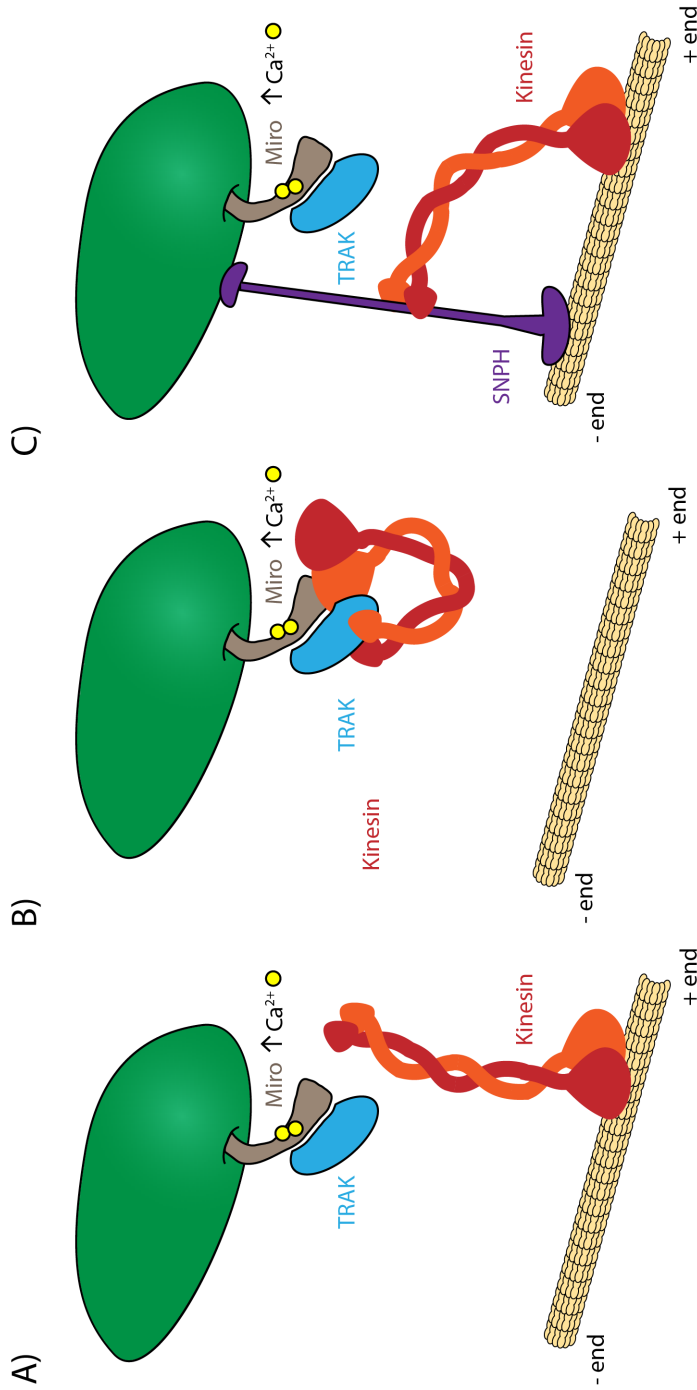 A)
Miro
↑Ca2+
TRAK
Kinesin
- end
+ end
B)
Miro
↑Ca2+
TRAK
Kinesin
- end
+ end
C)
Miro
↑Ca2+
TRAK
Kinesin
SNPH
- end
+ end